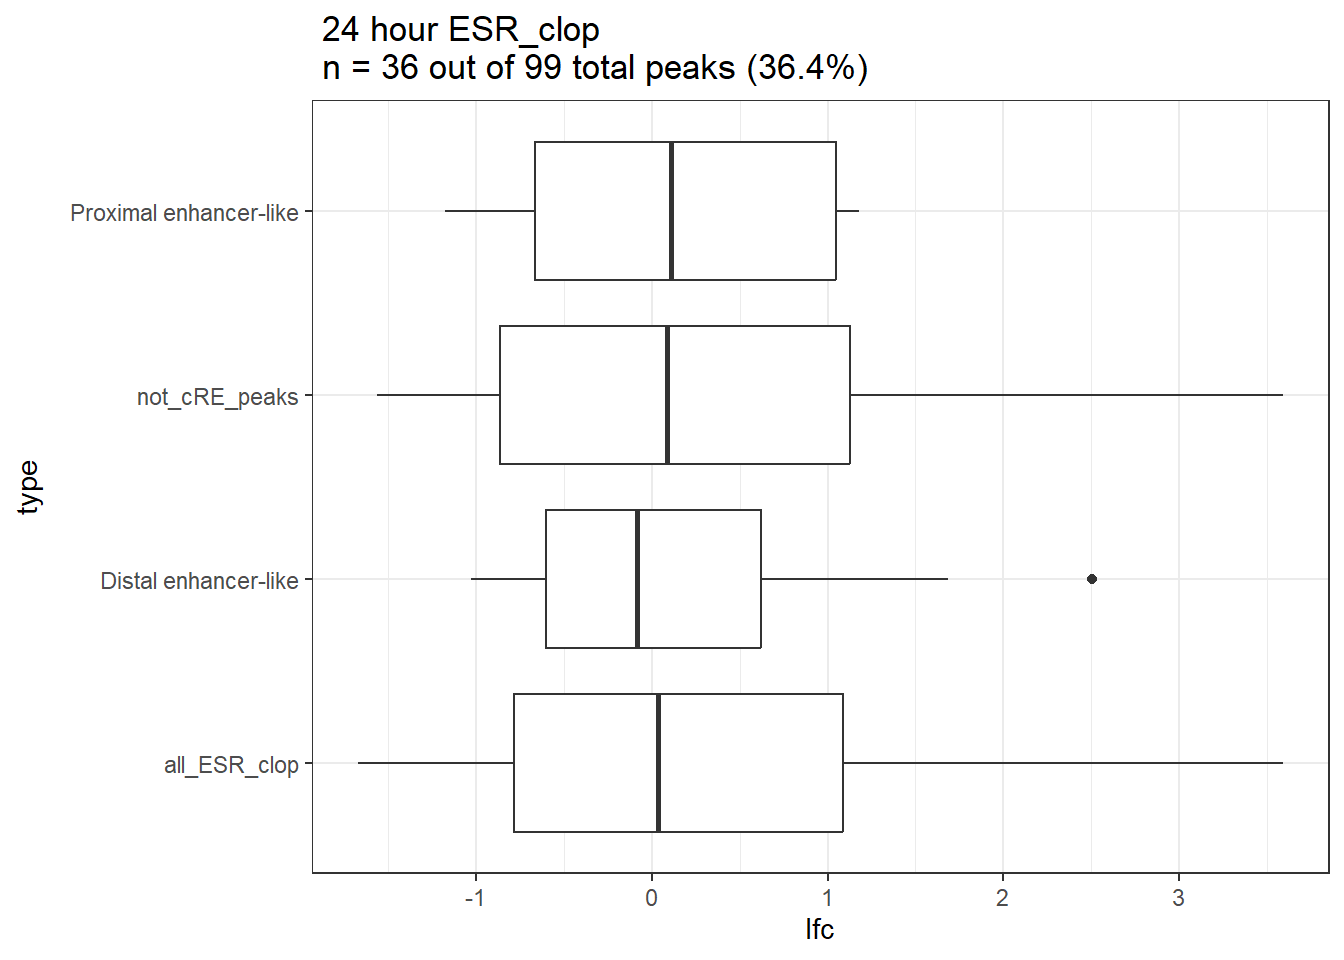 24 hour ESR_clop
n = 36 out of 99 total peaks (36.4%)
Proximal enhancer-like
not_cRE_peaks
Distal enhancer-like
all_ESR_clop
type
-1 0 1 2 3
lfc